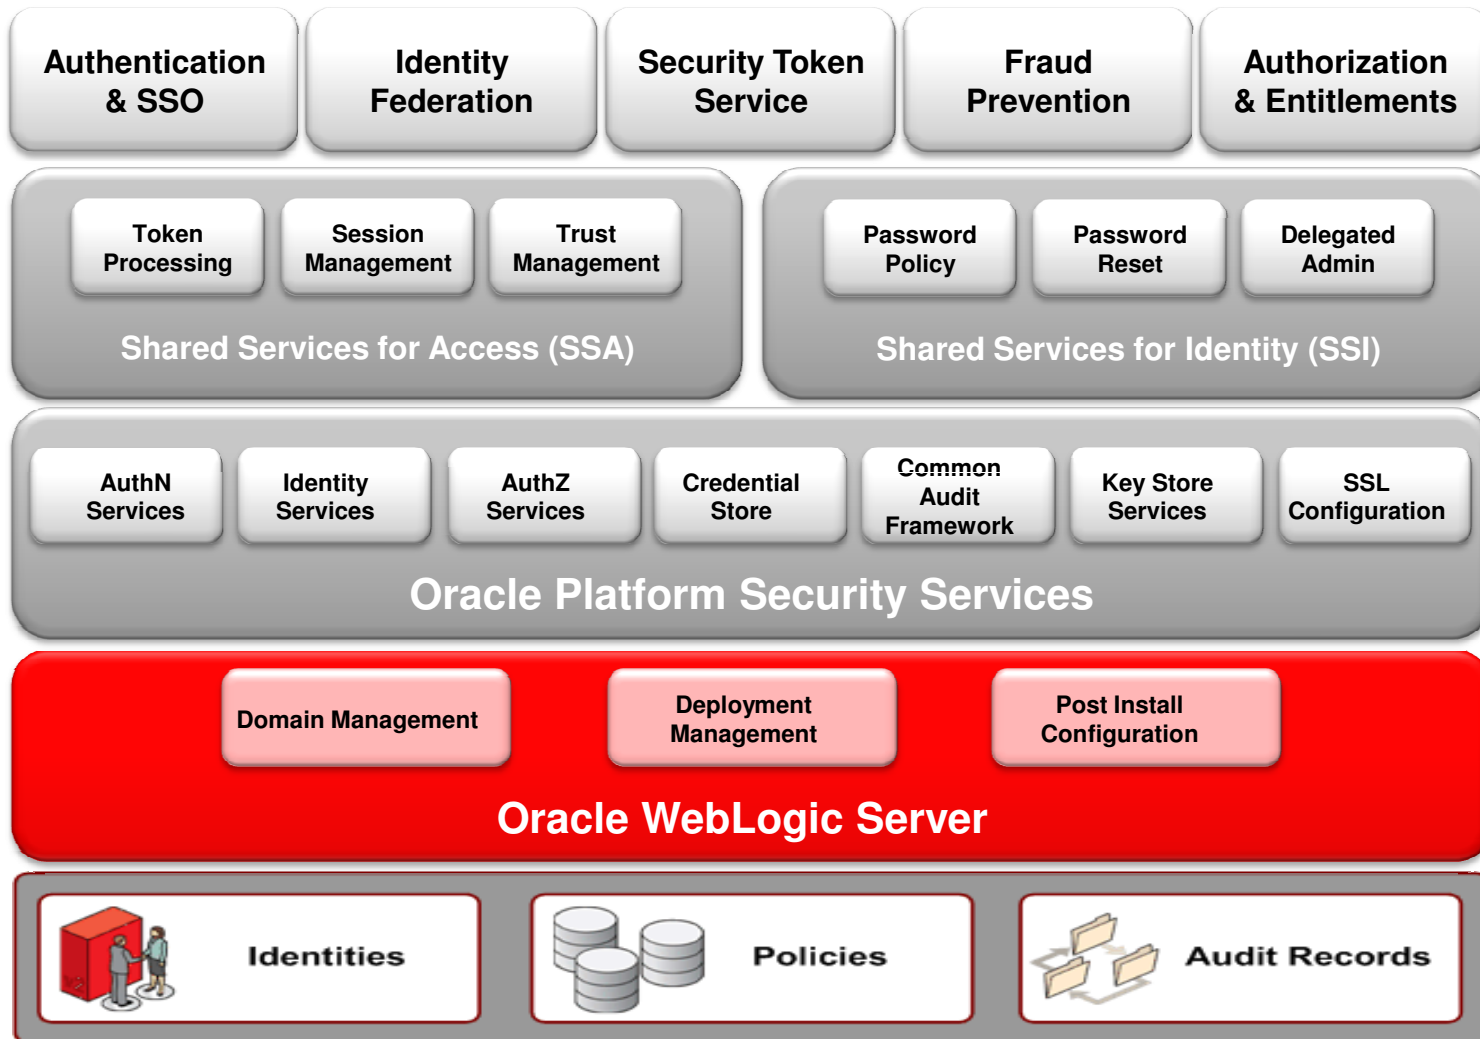 Authentication
& SSO
Identity
Federation
Security Token
Service
Fraud
Prevention
Authorization
& Entitlements
Token
Processing
Session
Management
Trust
Management
Shared Services for Access (SSA)
Password
Policy
Password
Reset
Delegated
Admin
Shared Services for Identity (SSI)
AuthN
Services
Identity
Services
AuthZ
Services
Credential
Store
Common
Audit
Framework
Key Store
Services
SSL
Configuration
Oracle Platform Security Services
Domain Management
Deployment
Management
Post Install
Configuration
Oracle WebLogic Server
Identities
Policies
Audit Records